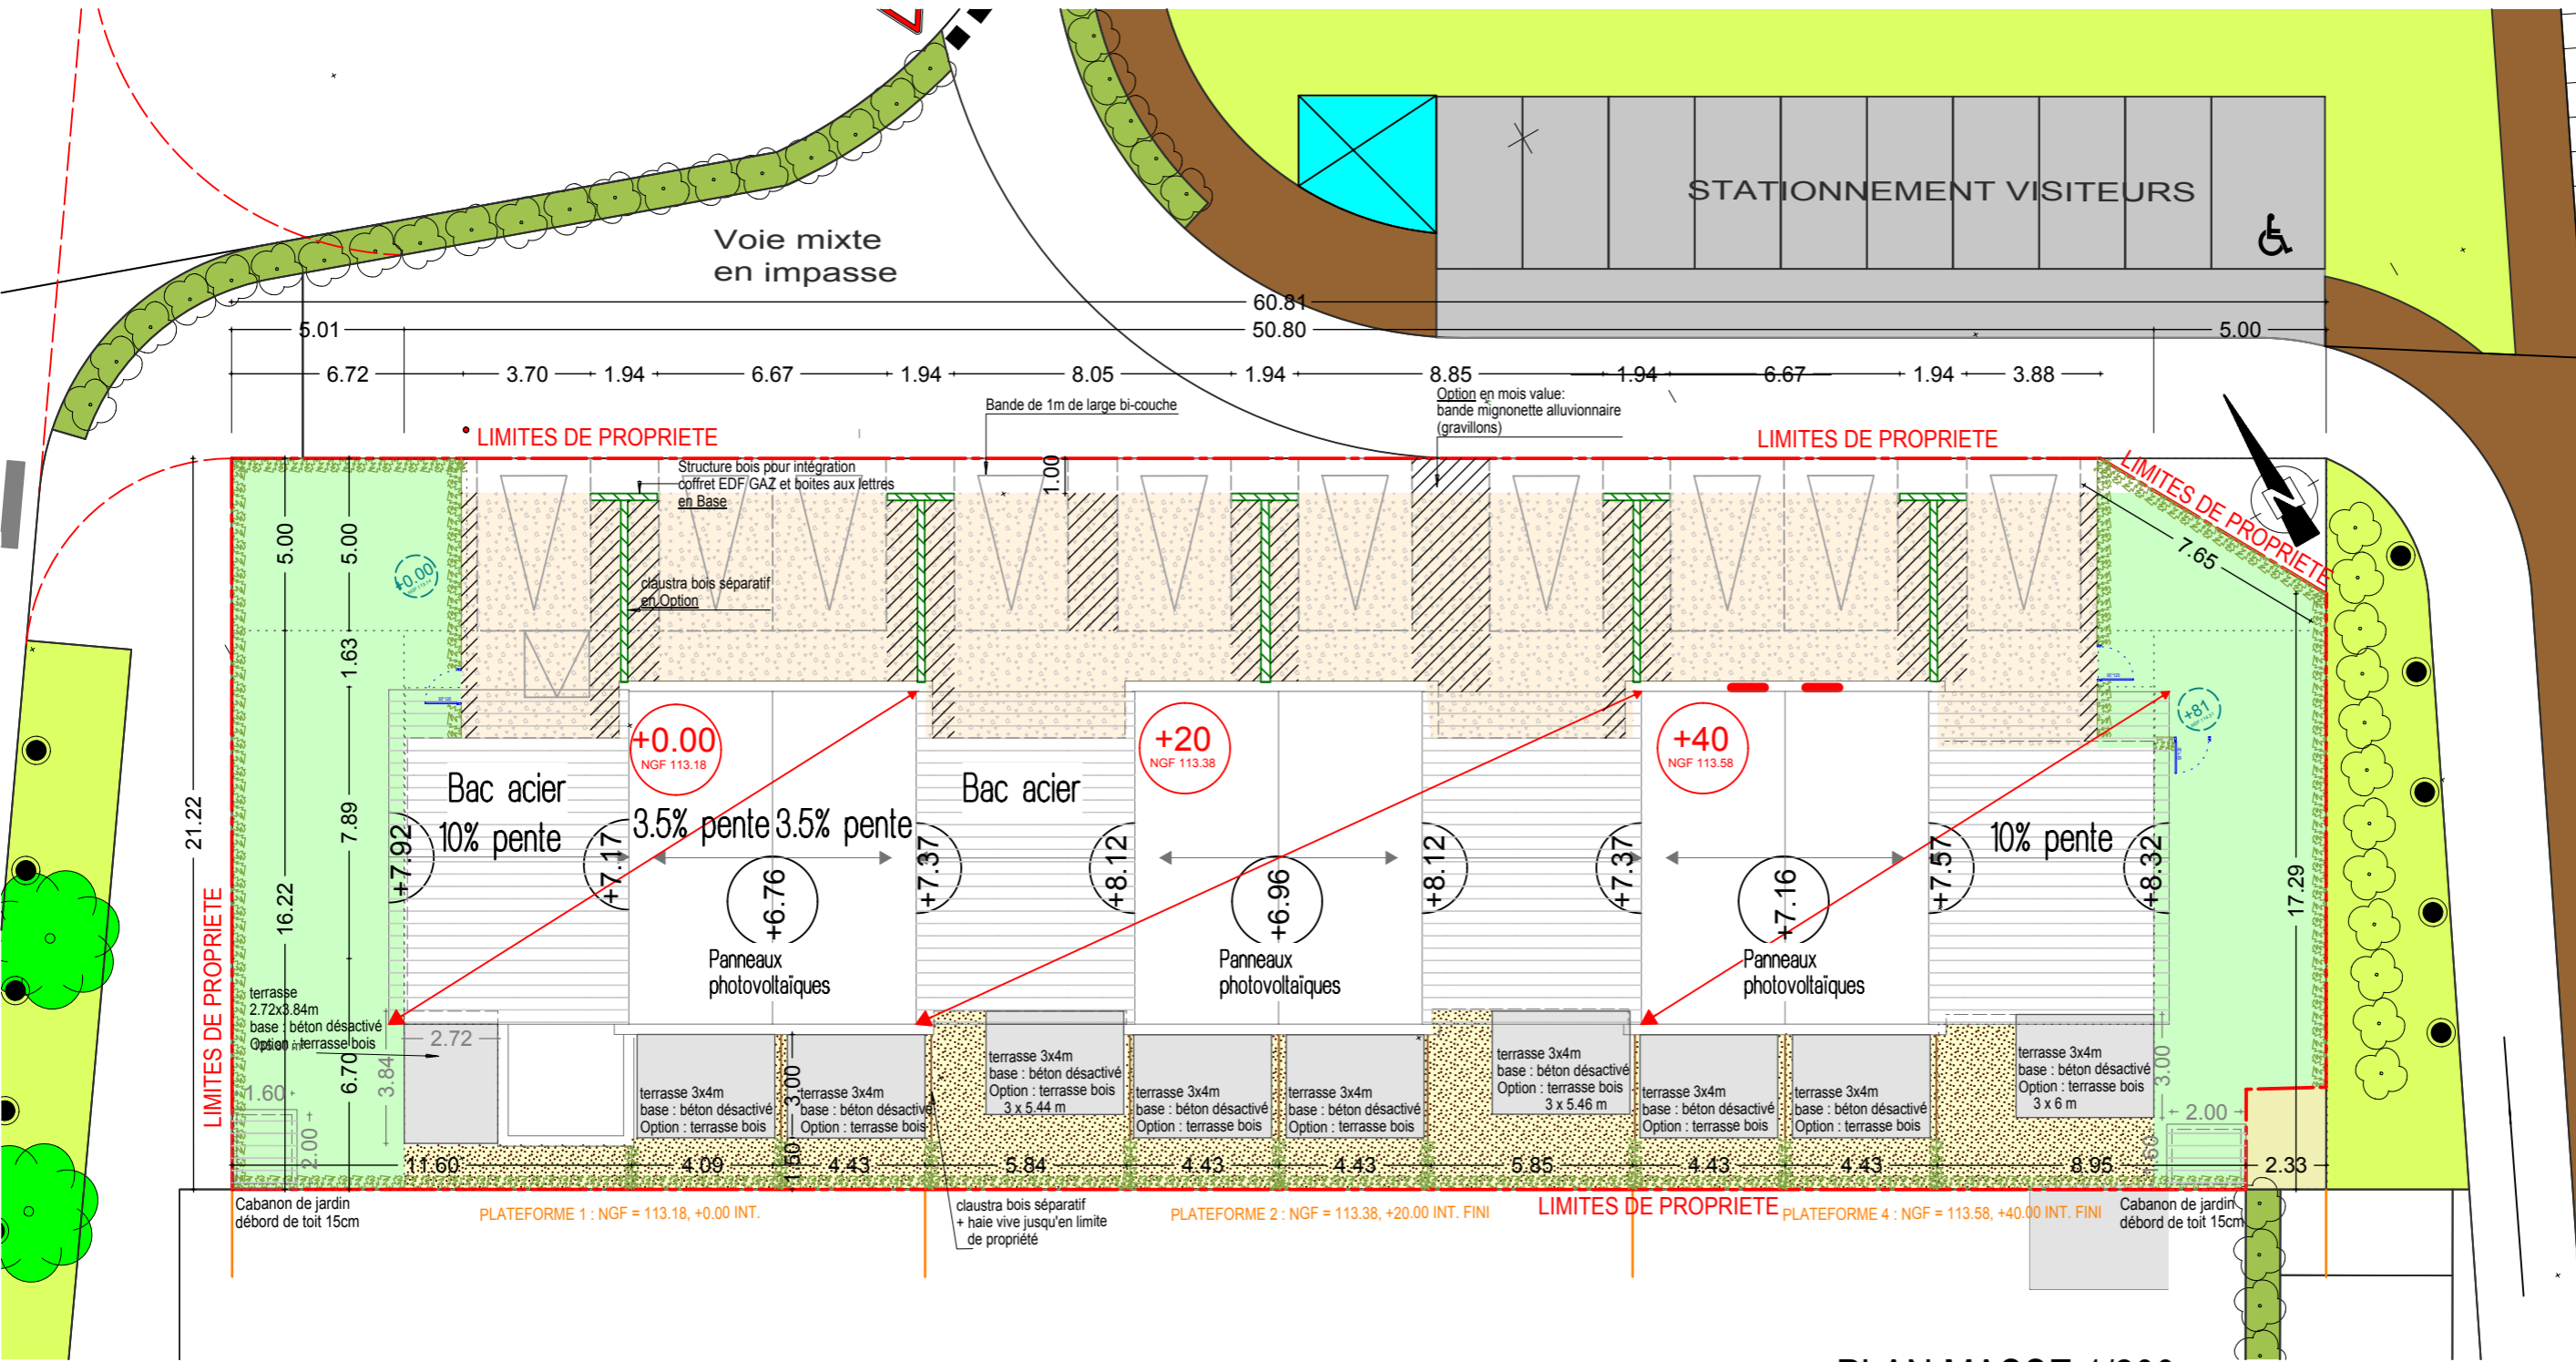 STATIONNEMENT VISITEURS
Voie mixte
en impasse
60.81
5.01
50.80
5.00
6.72
3.70
1.94
6.67
1.94
8.05
1.94
8.85
1.94
6.67
1.94
3.88
Bande de 1m de large bi-couche
Option en mois value:
bande mignonette alluvionnaire
(gravillons)
LIMITES DE PROPRIETE
LIMITES DE PROPRIETE
LIMITES DE PROPRIETE
Structure bois pour intégration
coffret EDF/GAZ et boites aux lettres
en Base
1.00
N
7.65
5.00
5.00
+0.00
claustra bois séparatif
en Option
1.63
+81
+0.00
NGF 113.18
+20
NGF 113.38
+40
NGF 113.58
Bac acier
10% pente
3.5% pente
3.5% pente
Bac acier
10% pente
21.22
7.89
16.22
17.29
+7.92
+7.17
+6.76
+7.37
+8.12
+6.96
+8.12
+7.37
+7.16
+7.57
+8.32
Panneaux
photovoltaïques
Panneaux
photovoltaïques
Panneaux
photovoltaïques
LIMITES DE PROPRIETE
terrasse
2.72x3.84m
base : béton désactivé
Option : terrasse bois
2.72
3.84
6.70
1.60
2.00
terrasse 3x4m
base : béton désactivé
Option : terrasse bois
3.00
1.50
terrasse 3x4m
base : béton désactivé
Option : terrasse bois
terrasse 3x4m
base : béton désactivé
Option : terrasse bois
3 x 5.44 m
terrasse 3x4m
base : béton désactivé
Option : terrasse bois
terrasse 3x4m
base : béton désactivé
Option : terrasse bois
terrasse 3x4m
base : béton désactivé
Option : terrasse bois
3 x 5.46 m
terrasse 3x4m
base : béton désactivé
Option : terrasse bois
terrasse 3x4m
base : béton désactivé
Option : terrasse bois
terrasse 3x4m
base : béton désactivé
Option : terrasse bois
3 x 6 m
3.00
2.00
1.60
11.60
4.09
4.43
5.84
4.43
4.43
5.85
4.43
4.43
8.95
2.33
Cabanon de jardin
débord de toit 15cm
PLATEFORME 1 : NGF = 113.18, +0.00 INT.
claustra bois séparatif
+ haie vive jusqu'en limite
de propriété
PLATEFORME 2 : NGF = 113.38, +20.00 INT. FINI
LIMITES DE PROPRIETE
PLATEFORME 4 : NGF = 113.58, +40.00 INT. FINI
Cabanon de jardin
débord de toit 15cm